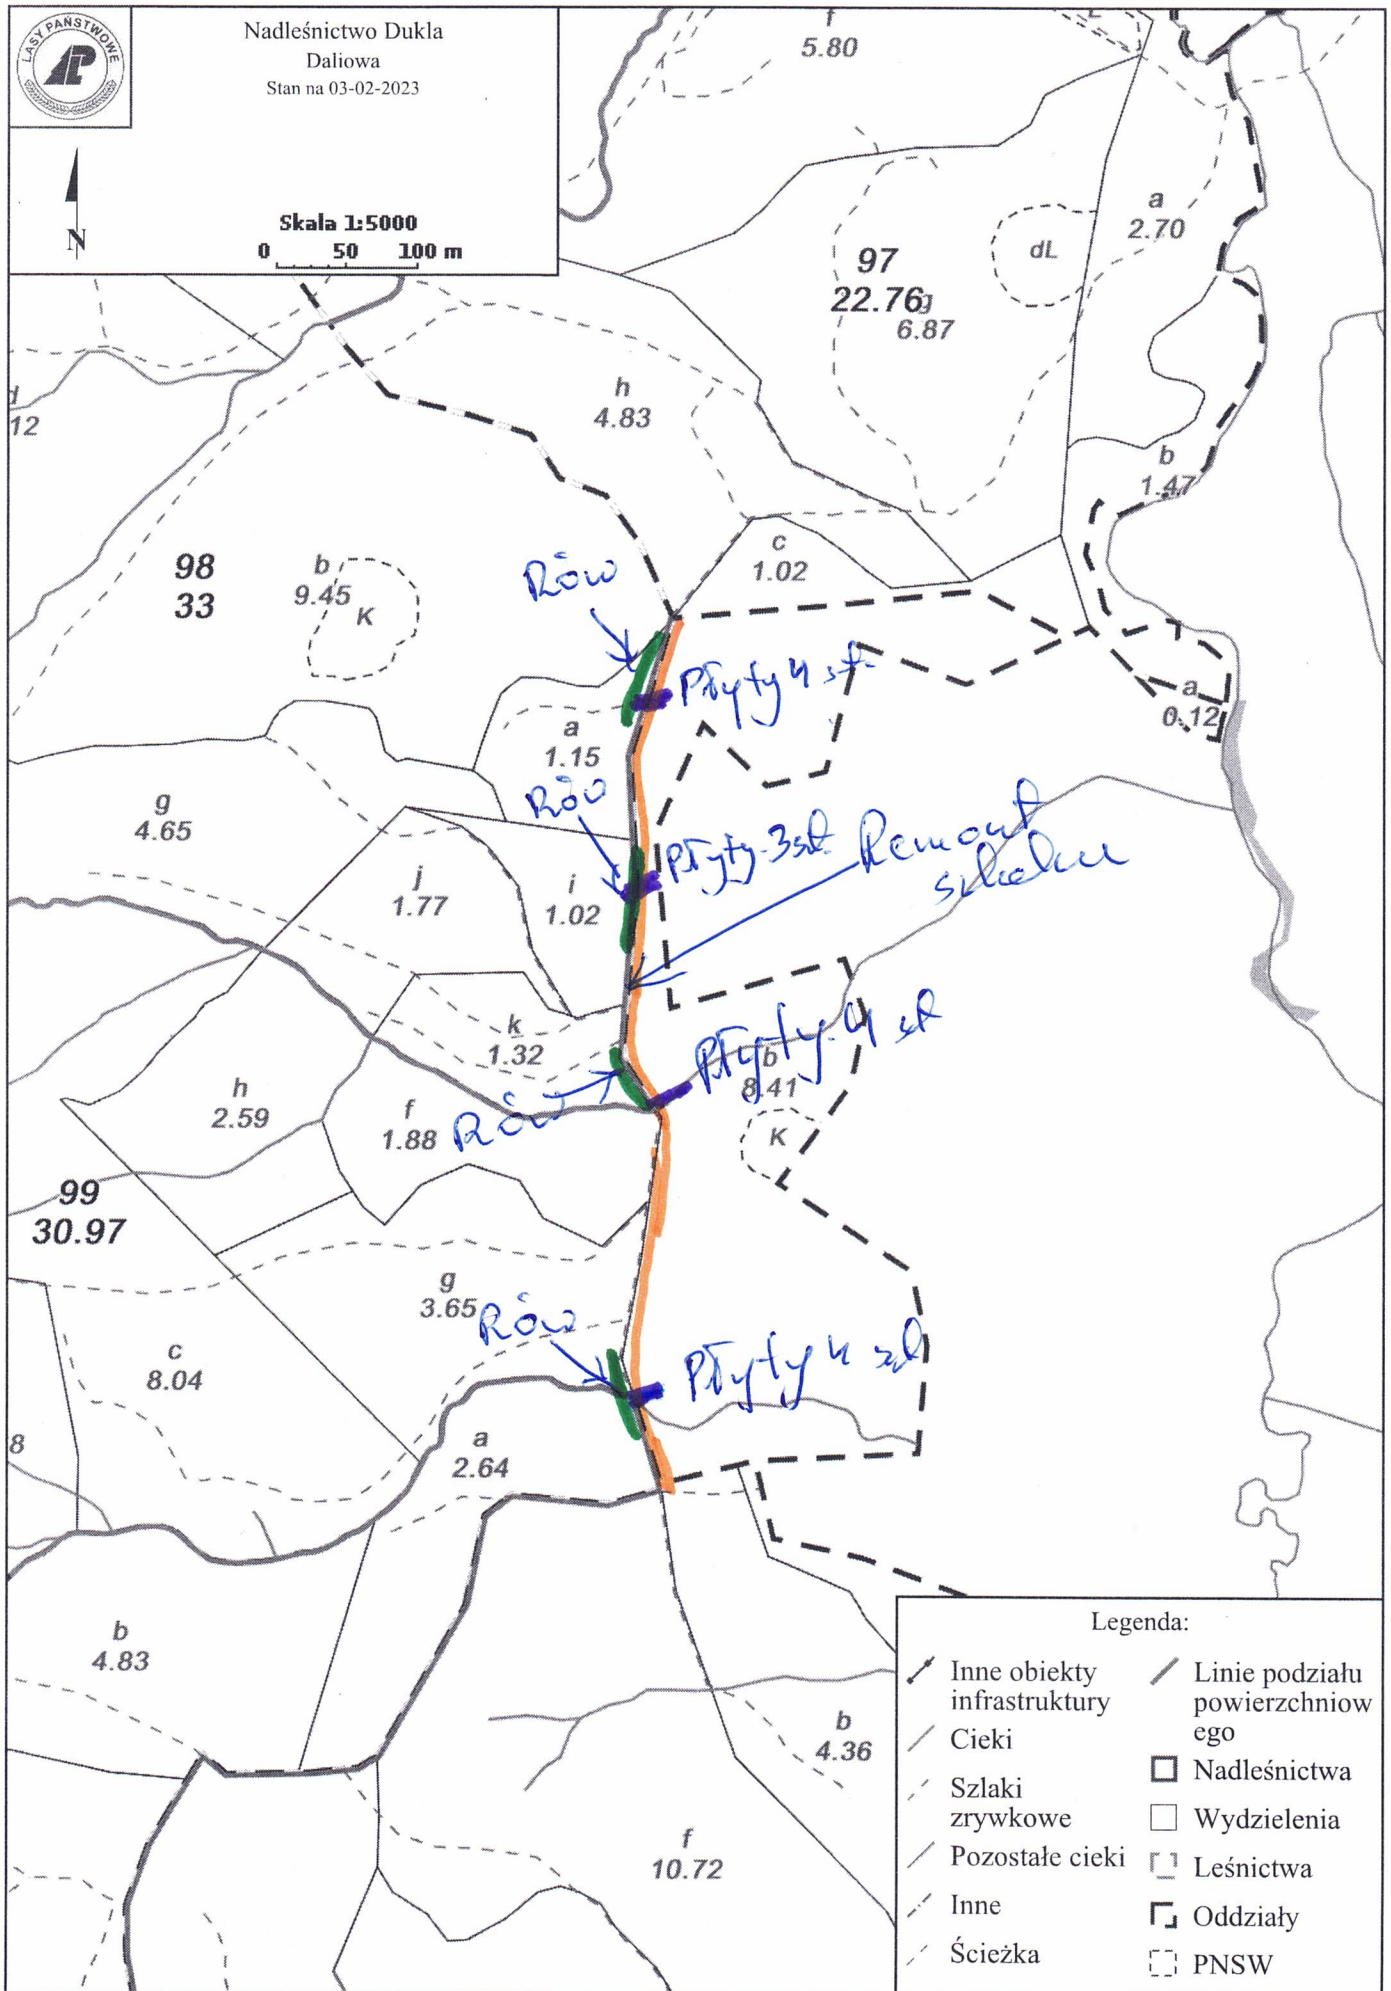 LASY PAŃSTWOWE
Nadleśnictwo Dukla
Daliowa
Stan na 03-02-2023
N
Skala 1:5000
0 50 100 m
f
5.80
a
2.70
dL
97
22.76
g
6.87
h
4.83
d
12
b
1.47
c
1.02
98
33
b
9.45
K
Rów
Płyty 4 szt.
a
0.12
a
1.15
Rów
g
4.65
Płyty 3 szt.
Remont
szlaku
j
1.77
i
1.02
k
1.32
Płyty 4 szt
b
8.41
h
2.59
f
1.88
Rów
K
99
30.97
g
3.65
Rów
Płyty 4 szt
c
8.04
8
a
2.64
b
4.83
b
4.36
f
10.72
Legenda:
Inne obiekty
infrastruktury
Cieki
Szlaki
zrywkowe
Pozostałe cieki
Inne
Ścieżka
Linie podziału
powierzchniow
ego
Nadleśnictwa
Wydzielenia
Leśnictwa
Oddziały
PNSW